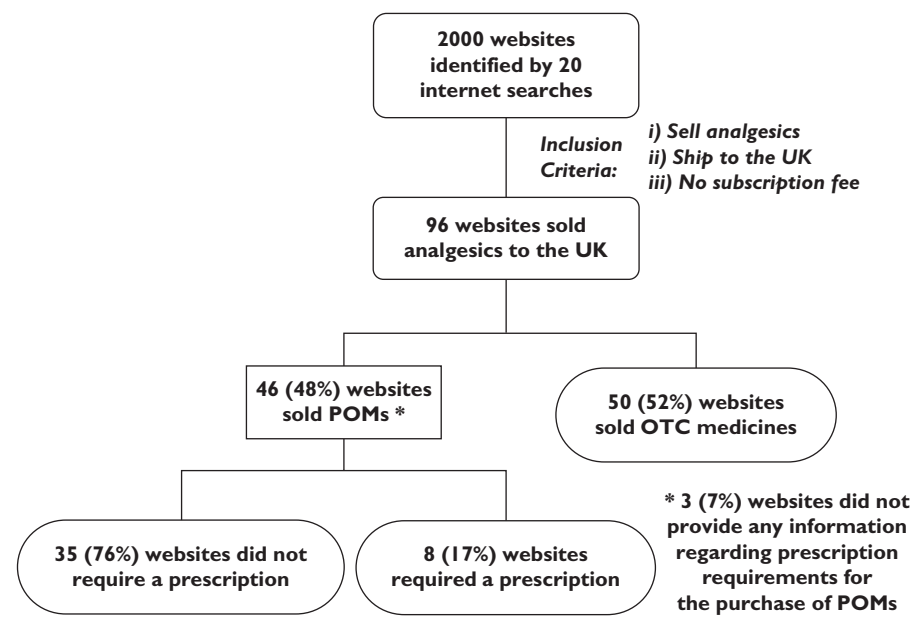 2000 websites
identified by 20
internet searches
Inclusion
Criteria:
i) Sell analgesics
ii) Ship to the UK
iii) No subscription fee
96 websites sold
analgesics to the UK
46 (48%) websites
sold POMs *
50 (52%) websites
sold OTC medicines
35 (76%) websites did not
require a prescription
8 (17%) websites
required a prescription
* 3 (7%) websites did not
provide any information
regarding prescription
requirements for
the purchase of POMs